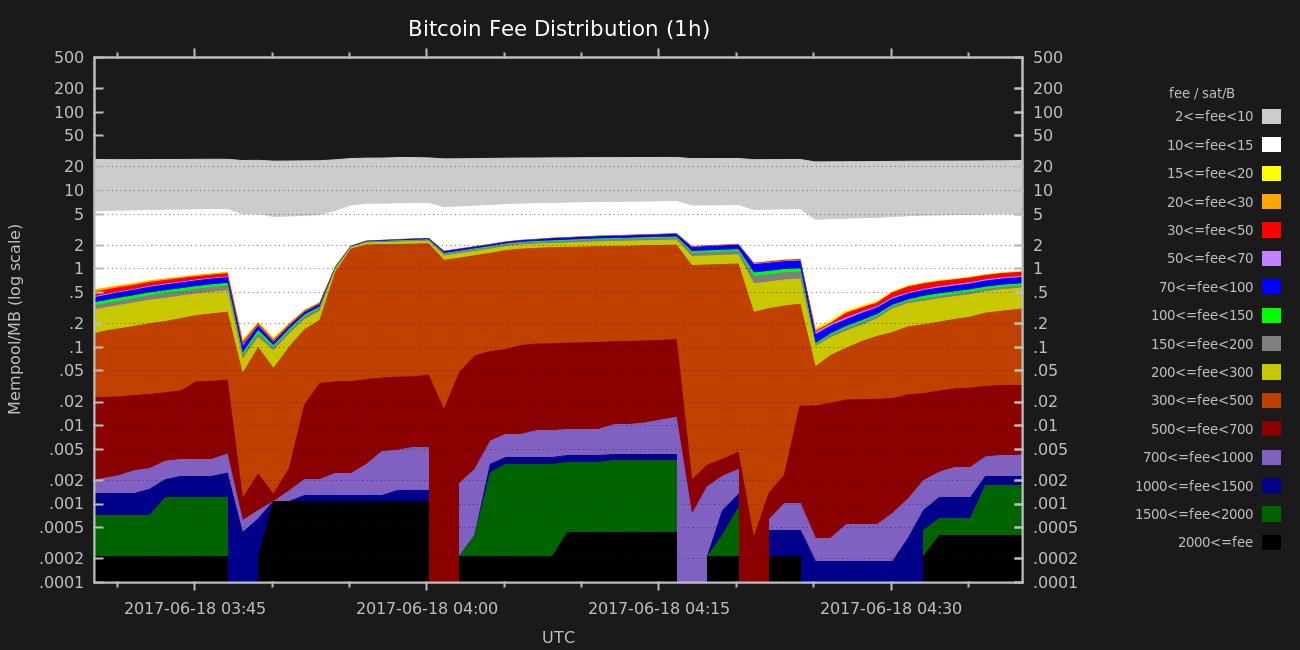 Bitcoin Fee Distribution (1h)
500 500
200 200
100 100
50 50
20 20
10 10
5 5
2 2
1 1
.5 .5
.2 .2
.1 .1
.05 .05
.02 .02
.01 .01
.005 .005
.002 .002
.001 .001
.0005 .0005
.0002 .0002
.0001 .0001
Mempool/MB (log scale)
2017-06-18 03:45 2017-06-18 04:00 2017-06-18 04:15 2017-06-18 04:30
UTC
fee / sat/B
2<=fee<10
10<=fee<15
15<=fee<20
20<=fee<30
30<=fee<50
50<=fee<70
70<=fee<100
100<=fee<150
150<=fee<200
200<=fee<300
300<=fee<500
500<=fee<700
700<=fee<1000
1000<=fee<1500
1500<=fee<2000
2000<=fee